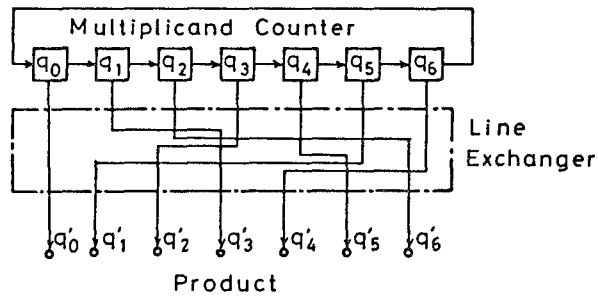 Multiplicand Counter
q0 q1 q2 q3 q4 q5 q6
Line
Exchanger
q'0 q'1 q'2 q'3 q'4 q'5 q'6
Product